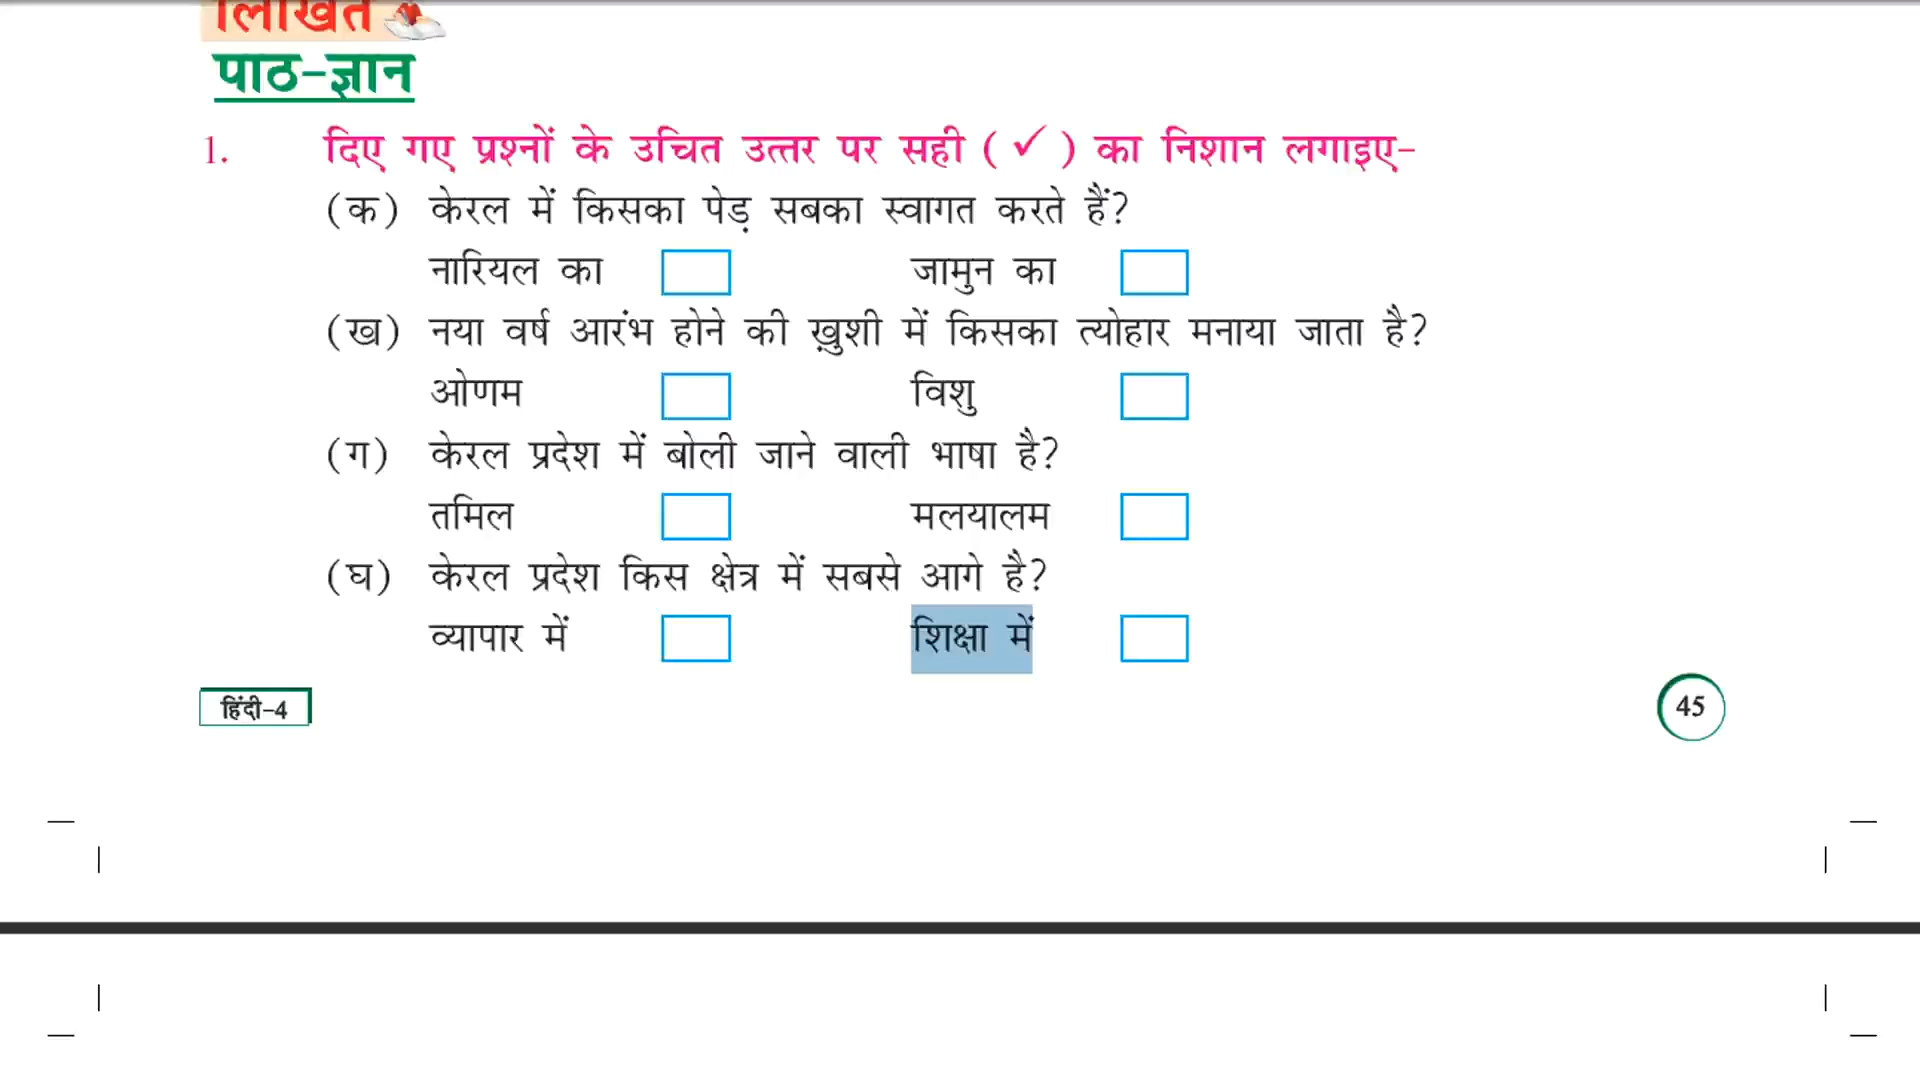 लिखित
पाठ-ज्ञान
1. दिए गए प्रश्नों के उचित उत्तर पर सही (✓) का निशान लगाइए-
(क) केरल में किसका पेड़ सबका स्वागत करते हैं?
नारियल का जामुन का
(ख) नया वर्ष आरंभ होने की ख़ुशी में किसका त्योहार मनाया जाता है?
ओणम विशु
(ग) केरल प्रदेश में बोली जाने वाली भाषा है?
तमिल मलयालम
(घ) केरल प्रदेश किस क्षेत्र में सबसे आगे है?
व्यापार में शिक्षा में
हिंदी-4 45